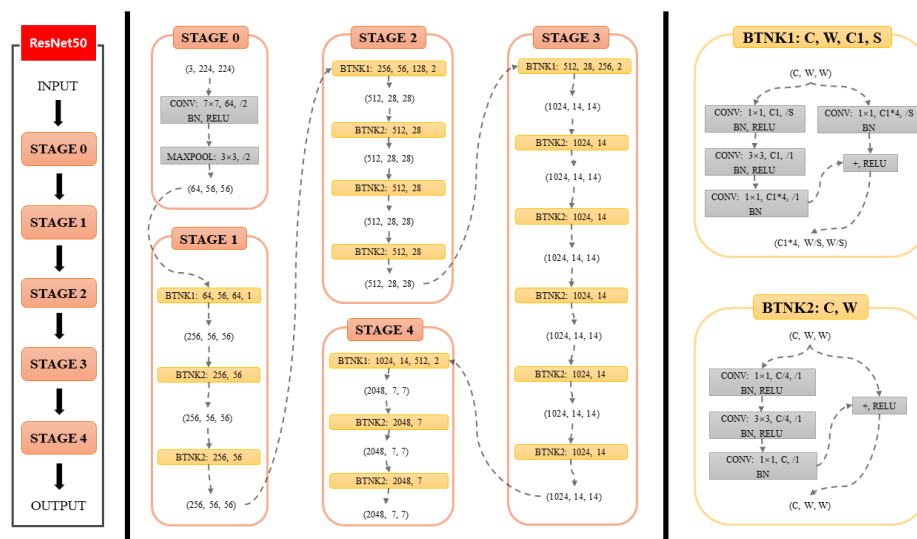 ResNet50
INPUT
STAGE 0
STAGE 1
STAGE 2
STAGE 3
STAGE 4
OUTPUT
STAGE 0
(3, 224, 224)
CONV: 7×7, 64, /2
BN, RELU
MAXPOOL: 3×3, /2
(64, 56, 56)
STAGE 1
BTNK1: 64, 56, 64, 1
(256, 56, 56)
BTNK2: 256, 56
(256, 56, 56)
BTNK2: 256, 56
(256, 56, 56)
STAGE 2
BTNK1: 256, 56, 128, 2
(512, 28, 28)
BTNK2: 512, 28
(512, 28, 28)
BTNK2: 512, 28
(512, 28, 28)
BTNK2: 512, 28
(512, 28, 28)
STAGE 3
BTNK1: 512, 28, 256, 2
(1024, 14, 14)
BTNK2: 1024, 14
(1024, 14, 14)
BTNK2: 1024, 14
(1024, 14, 14)
BTNK2: 1024, 14
(1024, 14, 14)
BTNK2: 1024, 14
(1024, 14, 14)
BTNK2: 1024, 14
(1024, 14, 14)
STAGE 4
BTNK1: 1024, 14, 512, 2
(2048, 7, 7)
BTNK2: 2048, 7
(2048, 7, 7)
BTNK2: 2048, 7
(2048, 7, 7)
BTNK1: C, W, C1, S
(C, W, W)
CONV: 1×1, C1, /S
BN, RELU
CONV: 3×3, C1, /1
BN, RELU
CONV: 1×1, C1*4, /1
BN
CONV: 1×1, C1*4, /S
BN
+, RELU
(C1*4, W/S, W/S)
BTNK2: C, W
(C, W, W)
CONV: 1×1, C/4, /1
BN, RELU
CONV: 3×3, C/4, /1
BN, RELU
CONV: 1×1, C, /1
BN
+, RELU
(C, W, W)